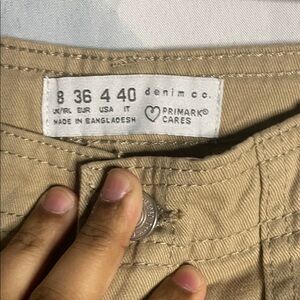 8 36 4 40 denim co.
UK/IRL EUR USA IT
PRIMARK®
MADE IN BANGLADESH CARES